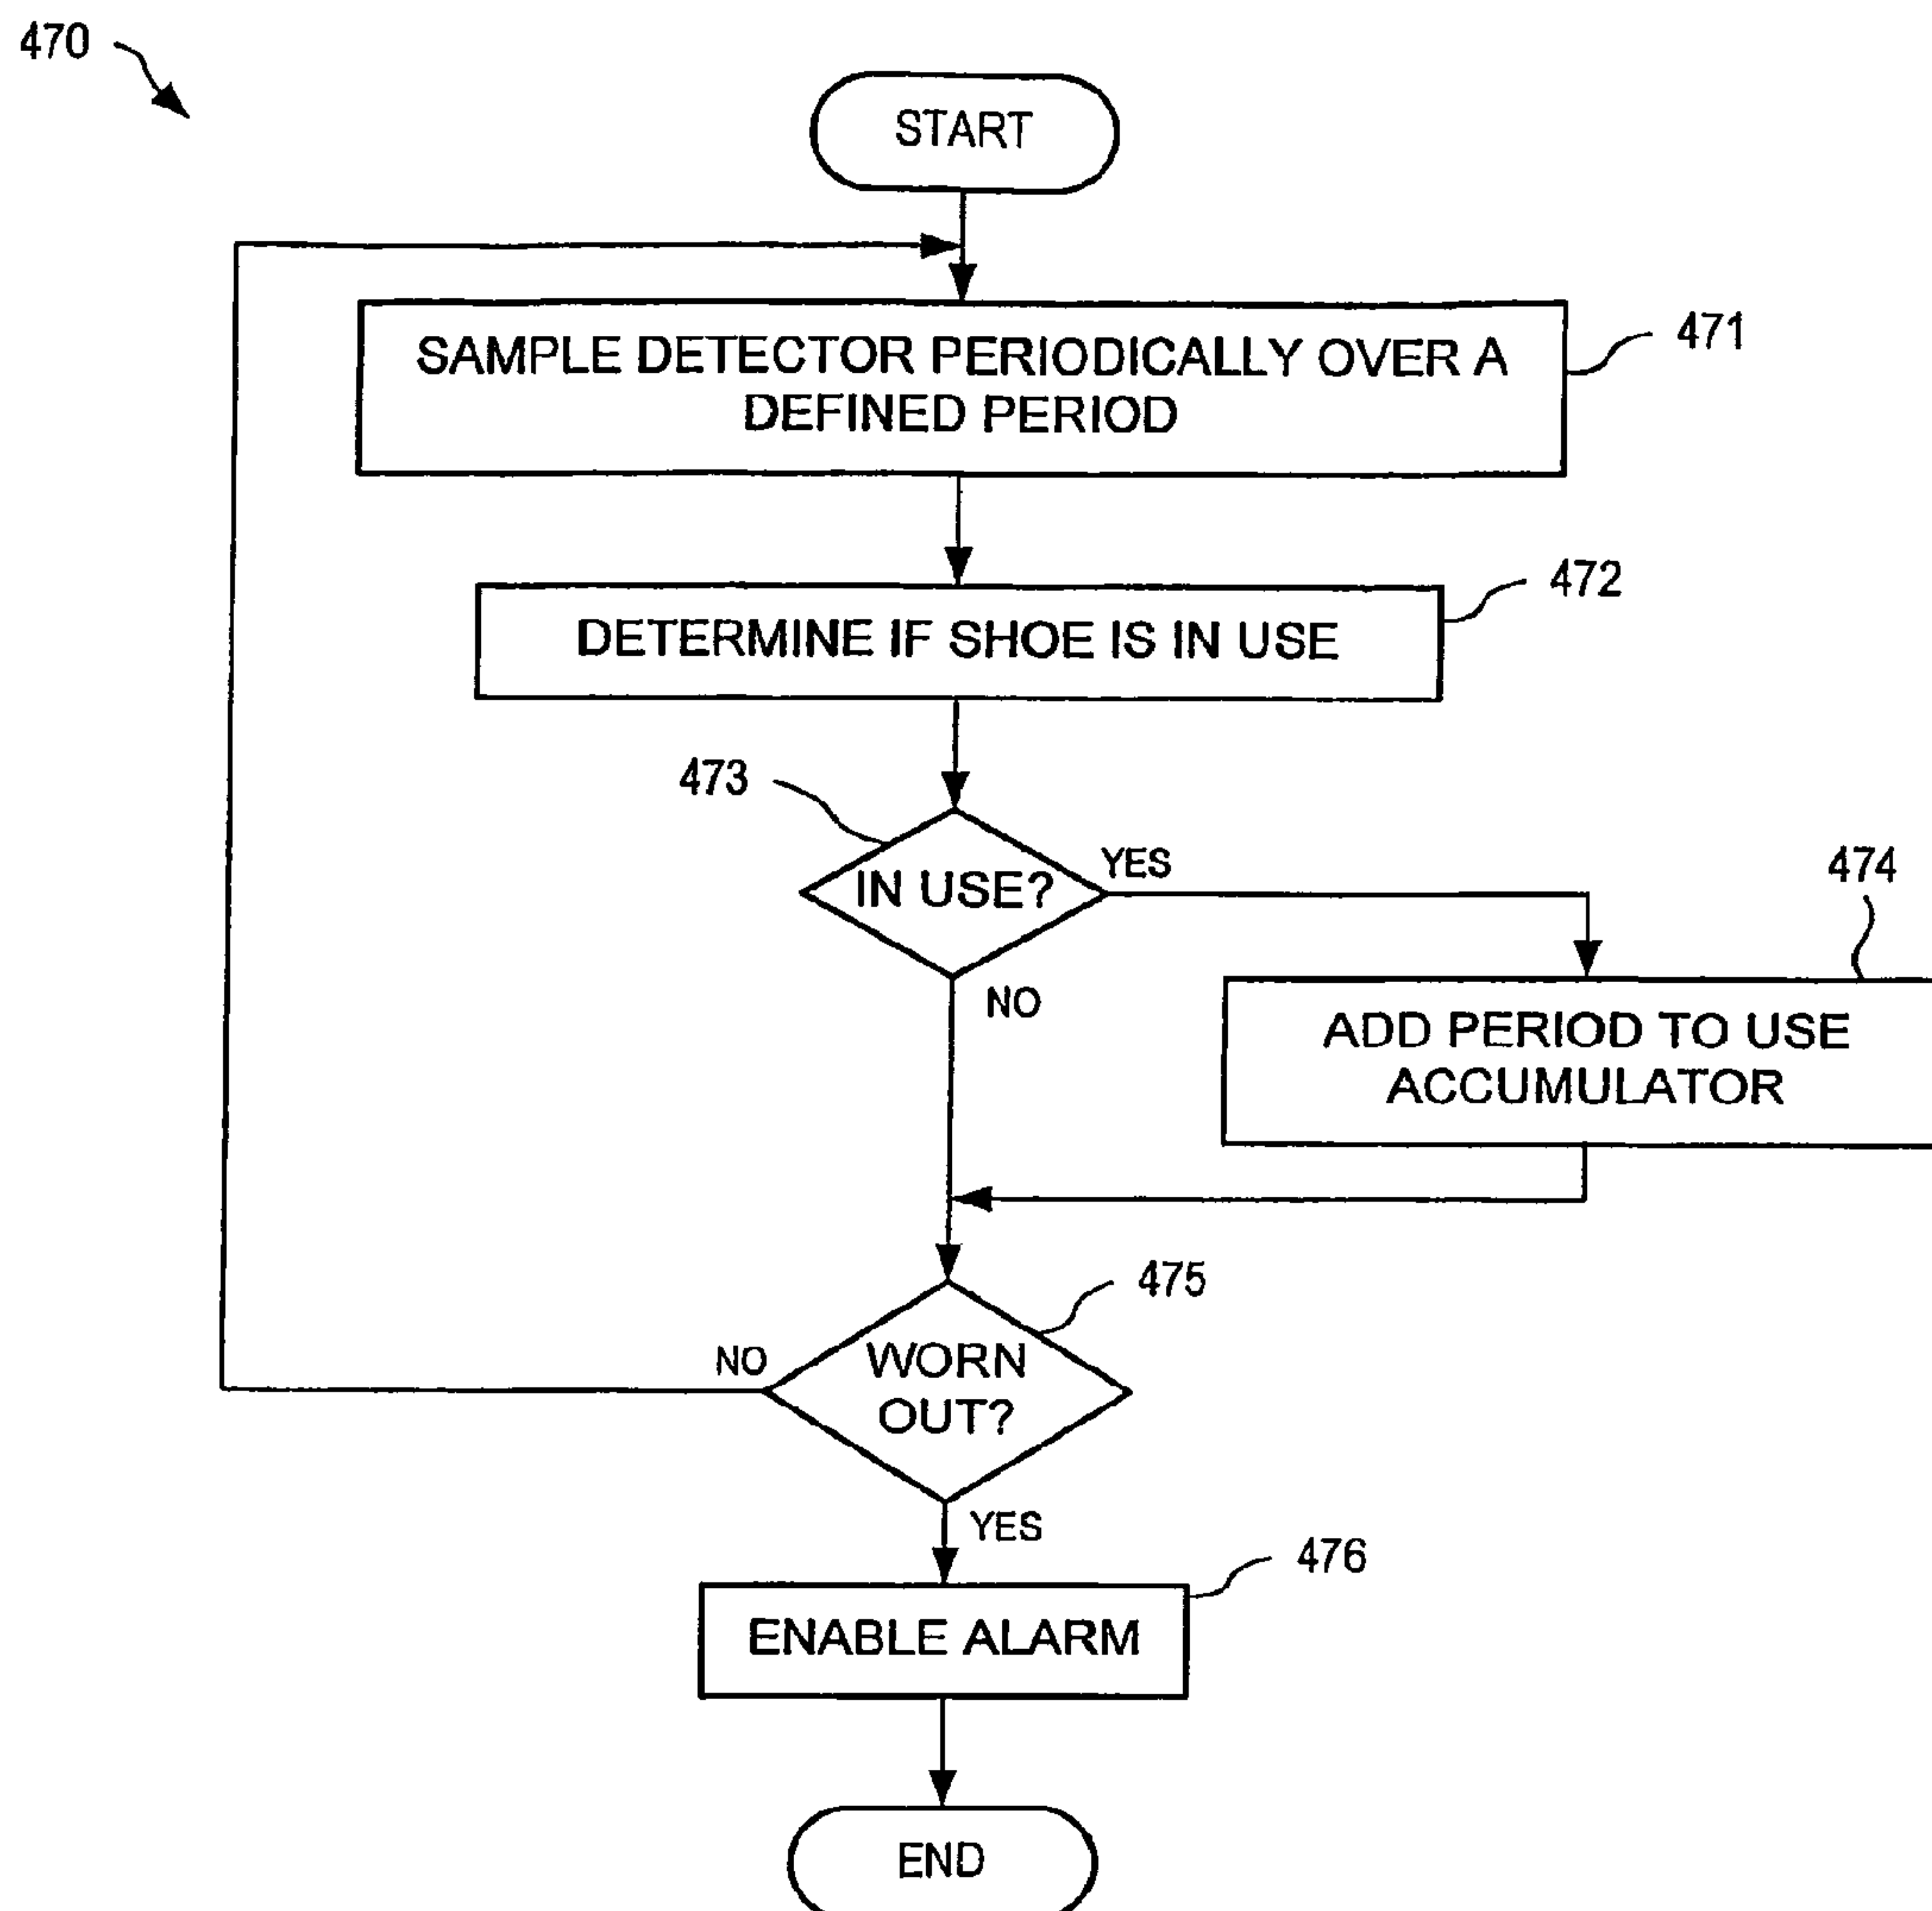 470
START
SAMPLE DETECTOR PERIODICALLY OVER A
DEFINED PERIOD
471
DETERMINE IF SHOE IS IN USE
472
473
IN USE?
YES
NO
474
ADD PERIOD TO USE
ACCUMULATOR
475
WORN
OUT?
NO
YES
476
ENABLE ALARM
END